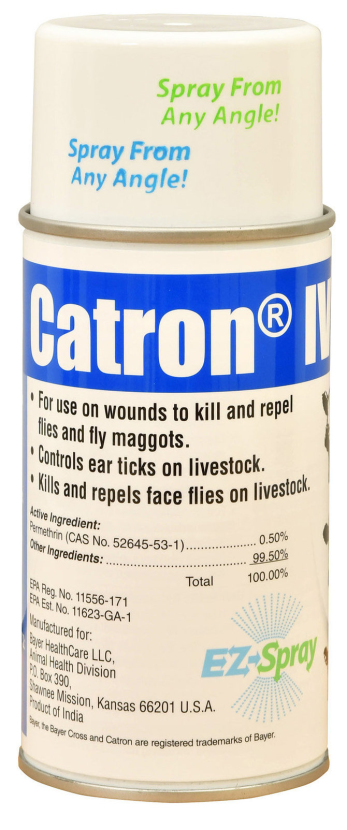 Spray From
Any Angle!
Spray From
Any Angle!
Catron® IV
• For use on wounds to kill and repel
flies and fly maggots.
• Controls ear ticks on livestock.
• Kills and repels face flies on livestock.
Active Ingredient:
Permethrin (CAS No. 52645-53-1).................... 0.50%
Other Ingredients: ........................................ 99.50%
Total 100.00%
EPA Reg. No. 11556-171
EPA Est. No. 11623-GA-1
Manufactured for:
Bayer HealthCare LLC,
Animal Health Division
P.O. Box 390,
Shawnee Mission, Kansas 66201 U.S.A.
Product of India
EZ-Spray
Bayer, the Bayer Cross and Catron are registered trademarks of Bayer.